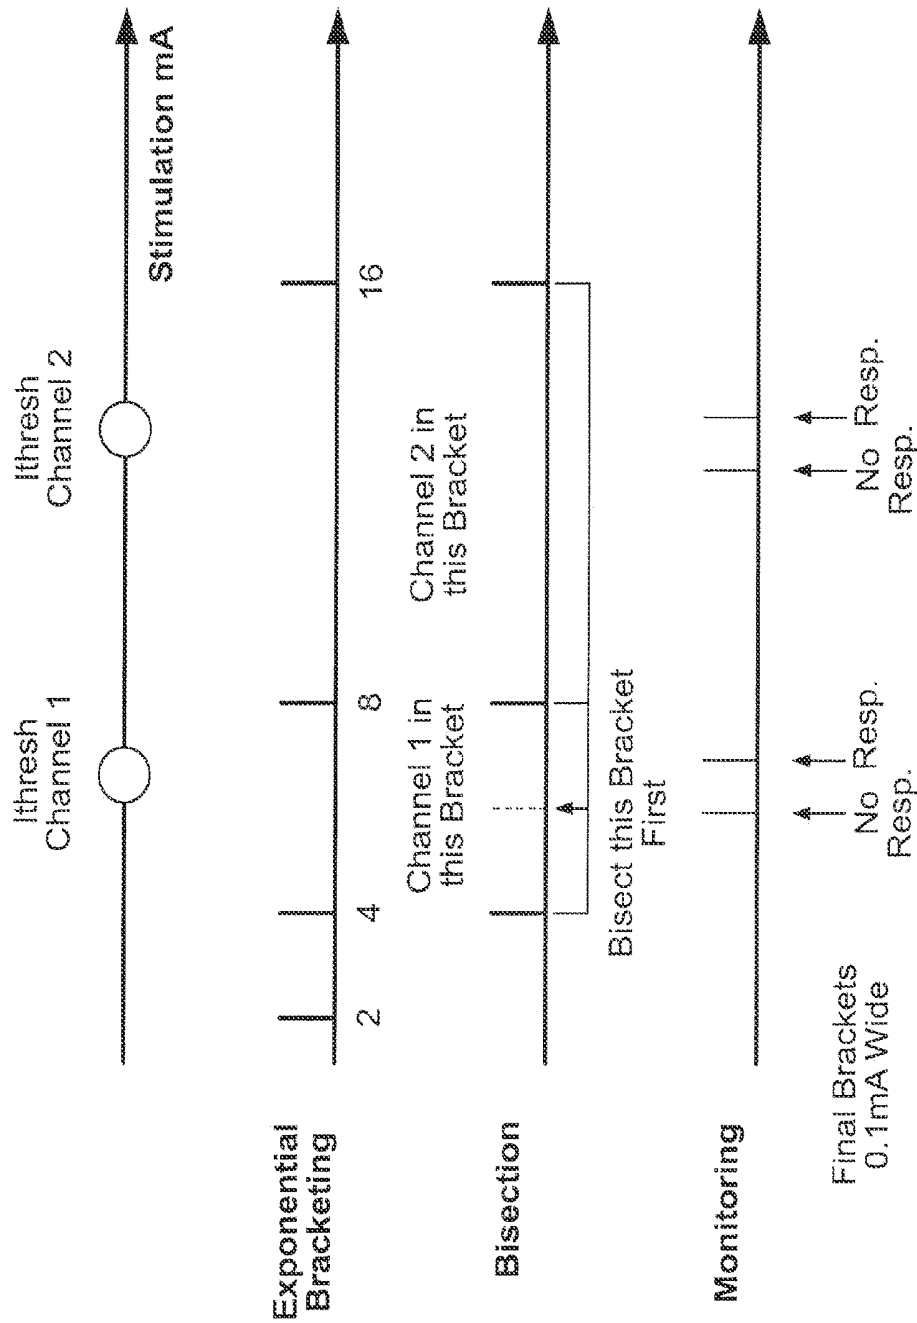 Ithresh
Channel 1
Ithresh
Channel 2
Stimulation mA
Exponential
Bracketing
2
4
8
16
Bisection
Channel 1 in
this Bracket
Channel 2 in
this Bracket
Bisect this Bracket
First
Monitoring
No
Resp.
Resp.
No
Resp.
Resp.
Final Brackets
0.1mA Wide